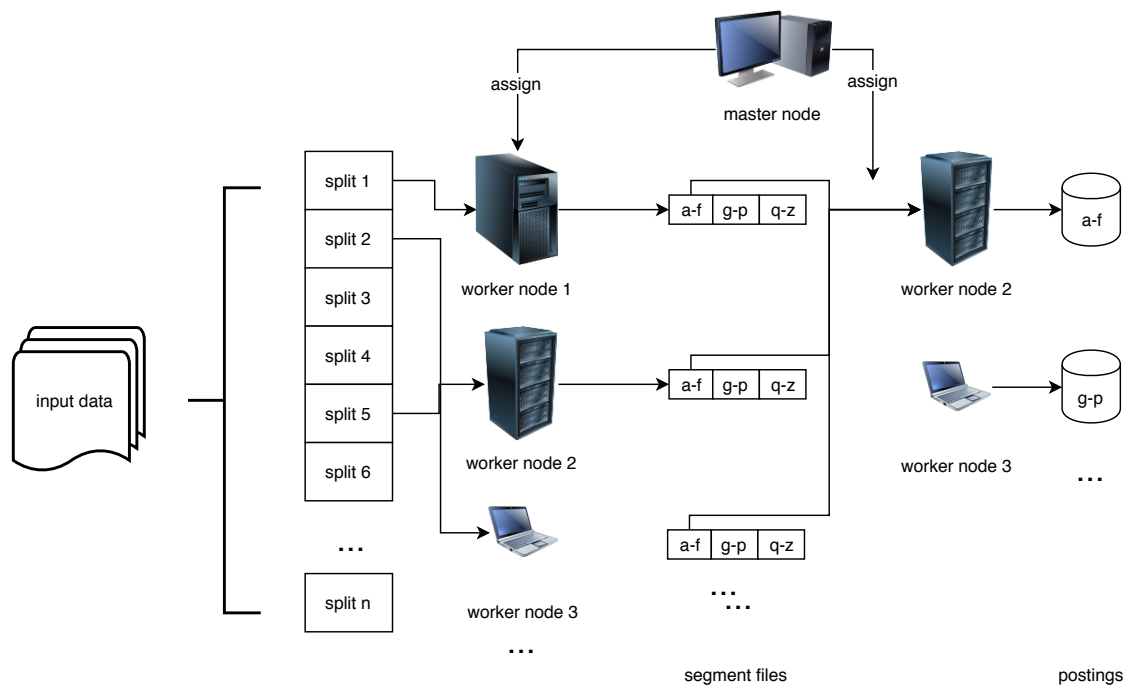 assign
assign
master node
split 1
split 2
split 3
split 4
split 5
split 6
...
split n
input data
worker node 1
worker node 2
worker node 3
...
a-f g-p q-z
a-f g-p q-z
a-f g-p q-z
...
...
segment files
worker node 2
worker node 3
a-f
g-p
...
postings